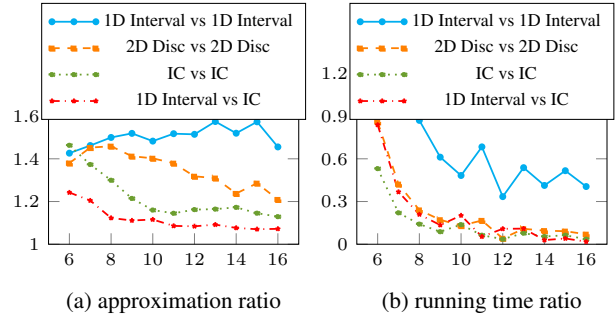 1D Interval vs 1D Interval
2D Disc vs 2D Disc
IC vs IC
1D Interval vs IC
1.6
1.4
1.2
1
6 8 10 12 14 16
(a) approximation ratio
1D Interval vs 1D Interval
2D Disc vs 2D Disc
IC vs IC
1D Interval vs IC
1.2
0.9
0.6
0.3
0
6 8 10 12 14 16
(b) running time ratio